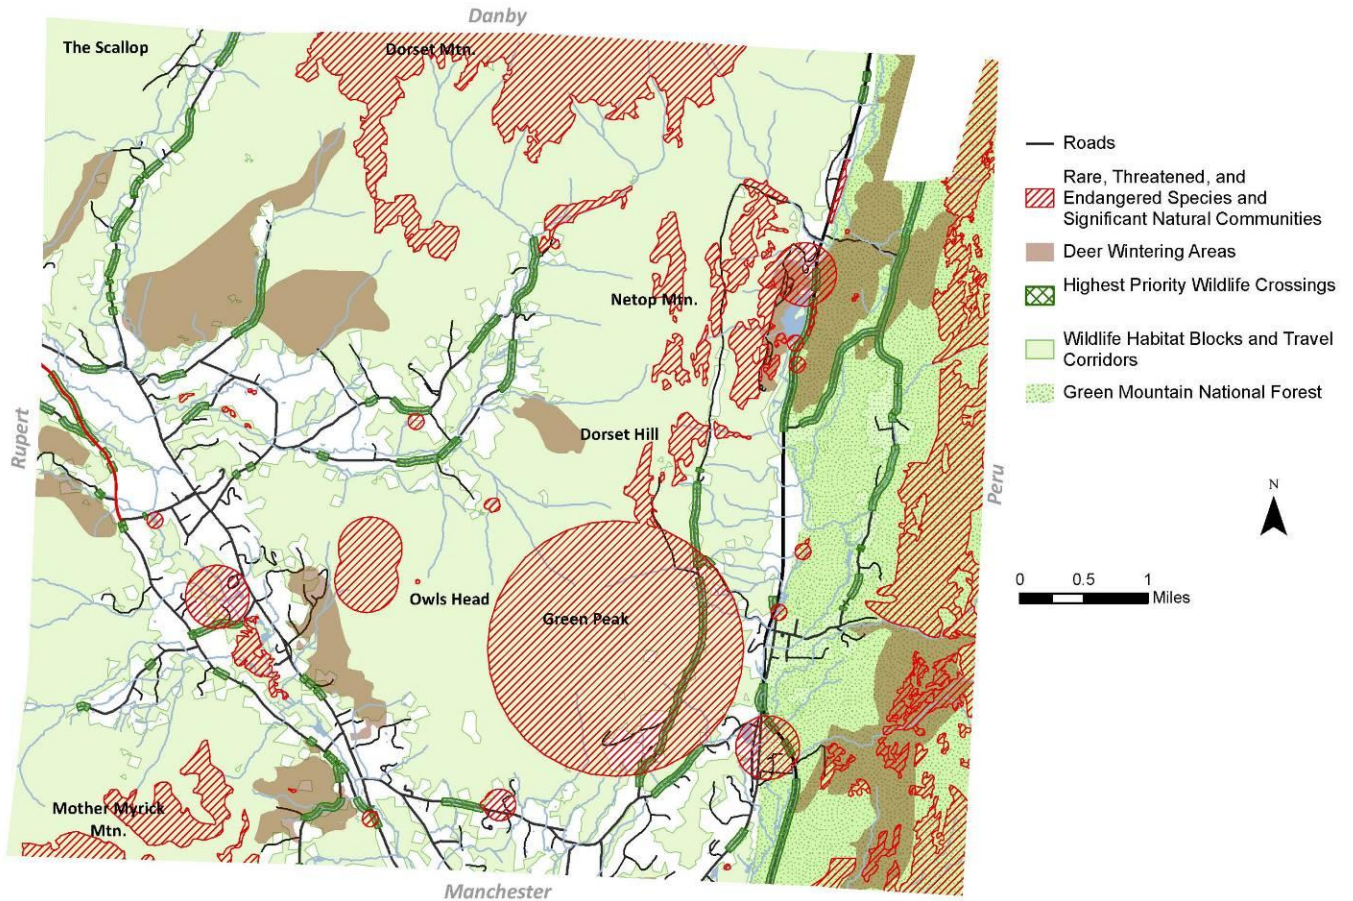 Danby
The Scallop
Dorset Mtn.
Roads
Rare, Threatened, and
Endangered Species and
Significant Natural Communities
Deer Wintering Areas
Highest Priority Wildlife Crossings
Wildlife Habitat Blocks and Travel
Corridors
Green Mountain National Forest
Netop Mtn.
Dorset Hill
Rupert
Peru
N
0 0.5 1
Miles
Owls Head
Green Peak
Mother Myrick
Mtn.
Manchester